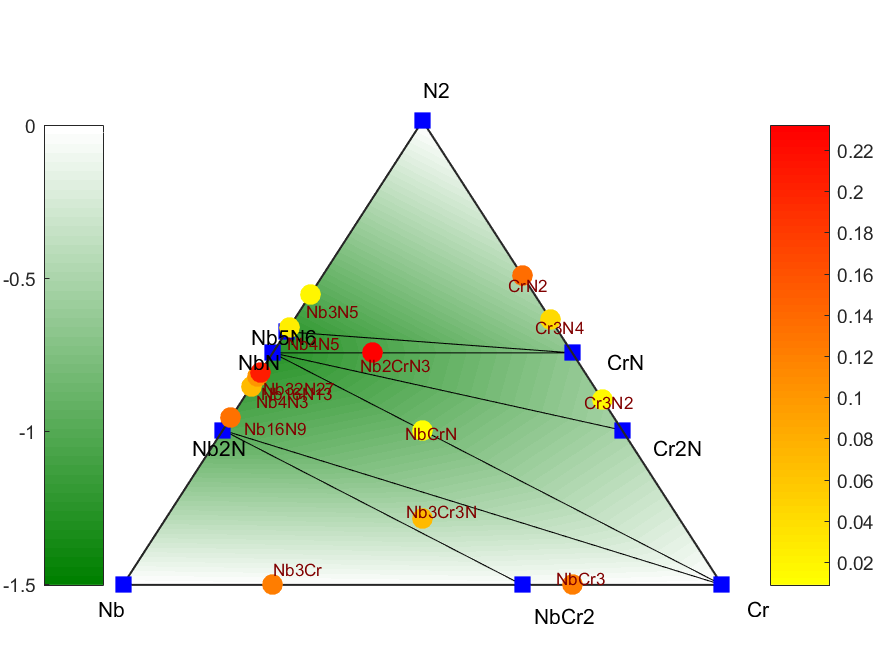 N2
0
0.22
0.2
-0.5
0.18
CrN2
0.16
Nb3N5
Cr3N4
0.14
Nb5N6
Nb4N5
NbN
CrN
0.12
Nb2CrN3
Nb32N27
Nb16N13
Nb4N3
Cr3N2
0.1
-1
Nb16N9
NbCrN
Nb2N
Cr2N
0.08
0.06
Nb3Cr3N
0.04
0.02
Nb3Cr
NbCr3
-1.5
Nb
NbCr2
Cr